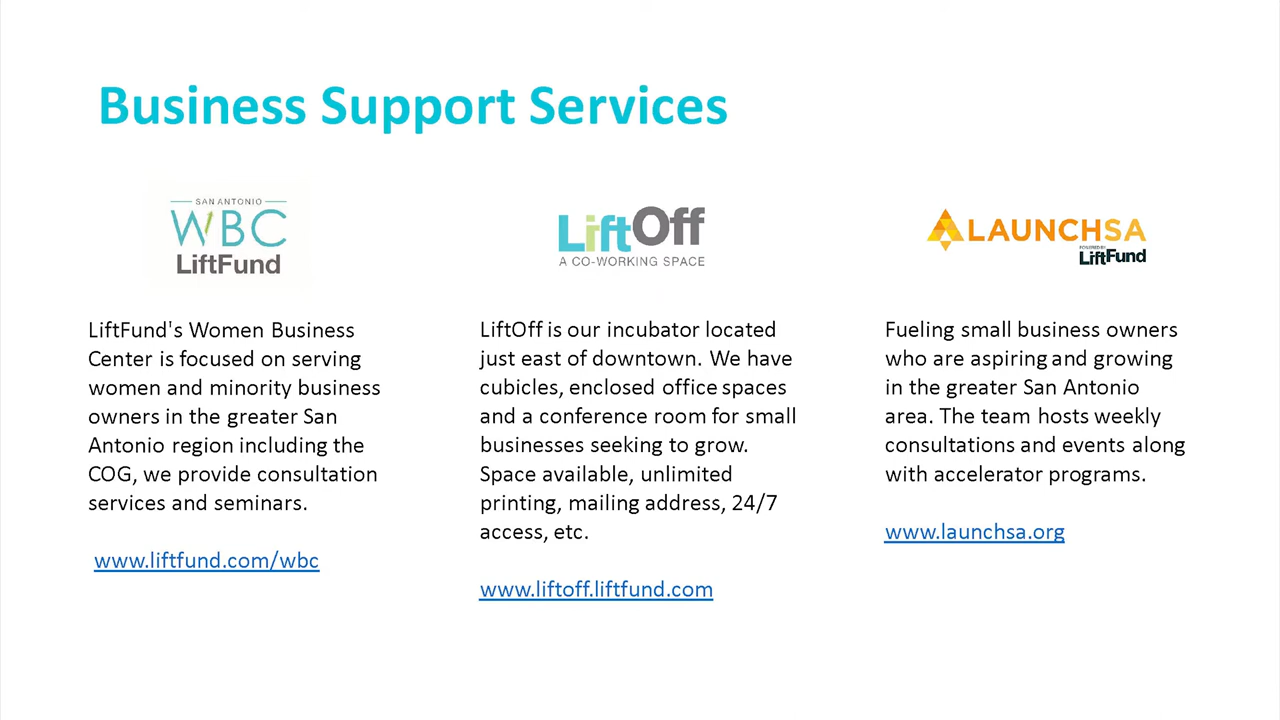 Business Support Services
SAN ANTONIO
WBC
LiftFund
LiftFund's Women Business
Center is focused on serving
women and minority business
owners in the greater San
Antonio region including the
COG, we provide consultation
services and seminars.
www.liftfund.com/wbc
LiftOff
A CO-WORKING SPACE
LiftOff is our incubator located
just east of downtown. We have
cubicles, enclosed office spaces
and a conference room for small
businesses seeking to grow.
Space available, unlimited
printing, mailing address, 24/7
access, etc.
www.liftoff.liftfund.com
LAUNCHSA
POWERED BY
LiftFund
Fueling small business owners
who are aspiring and growing
in the greater San Antonio
area. The team hosts weekly
consultations and events along
with accelerator programs.
www.launchsa.org